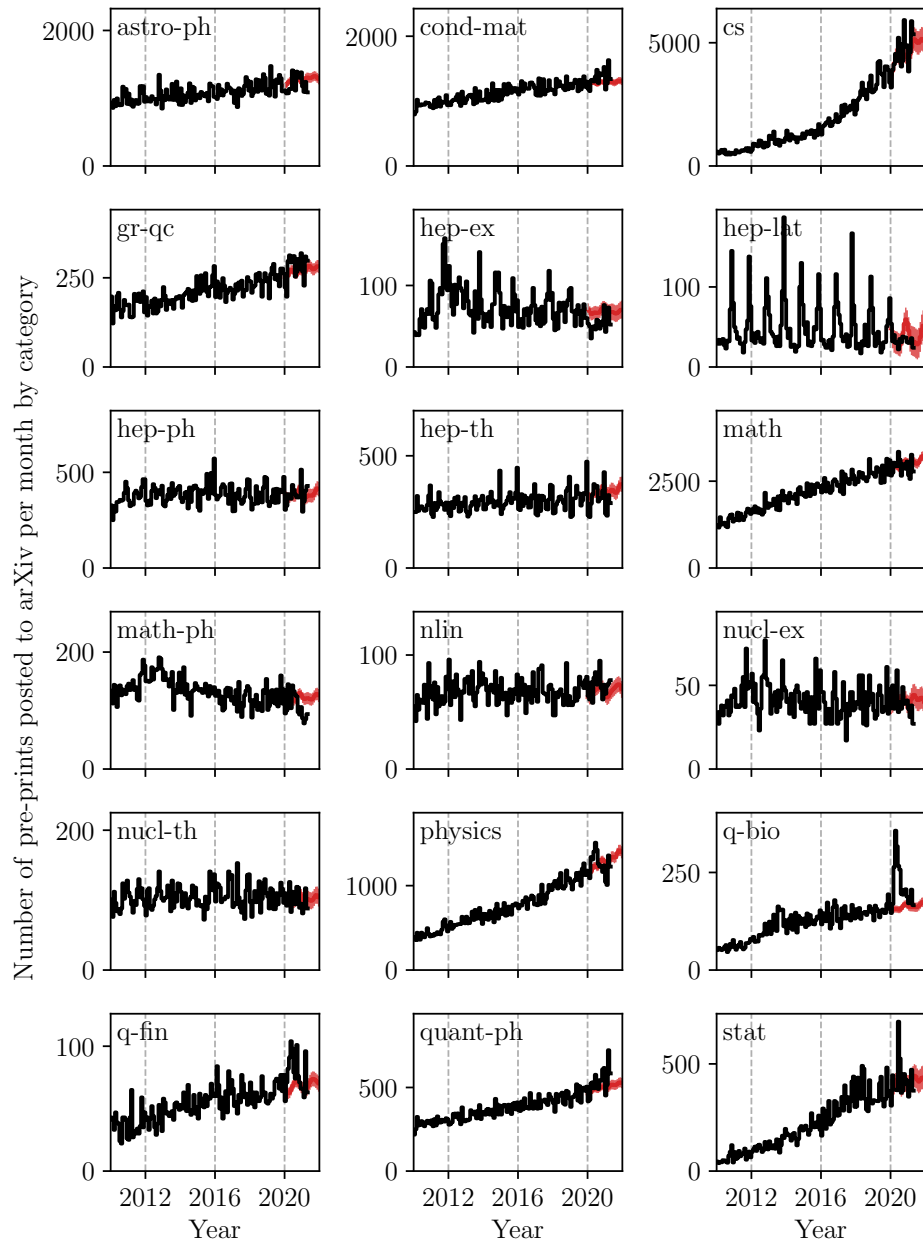 Number of pre-prints posted to arXiv per month by category
astro-ph
2000
0
cond-mat
2000
0
cs
5000
0
gr-qc
250
0
hep-ex
100
0
hep-lat
100
0
hep-ph
500
0
hep-th
500
0
math
2500
0
math-ph
200
0
nlin
100
0
nucl-ex
50
0
nucl-th
200
0
physics
1000
0
q-bio
250
0
q-fin
100
0
2012 2016 2020
Year
quant-ph
500
0
2012 2016 2020
Year
stat
500
0
2012 2016 2020
Year